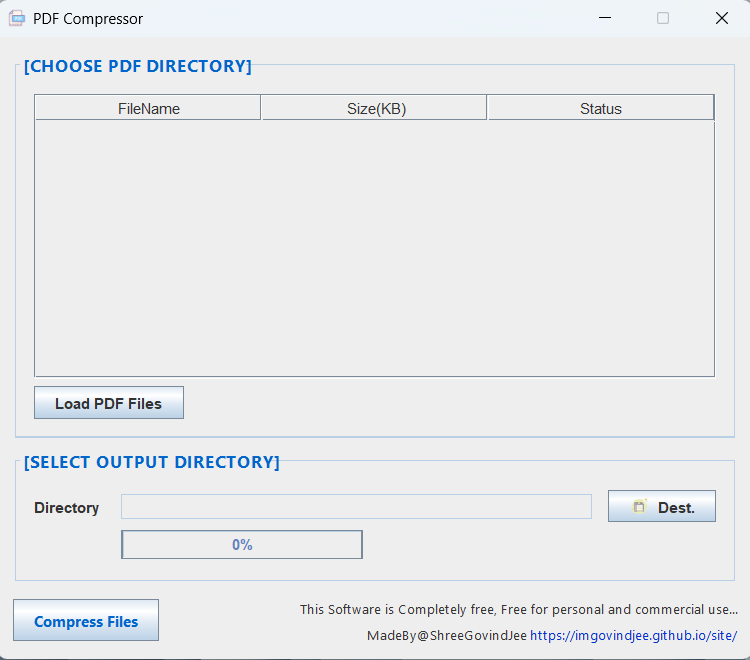 PDF Compressor
[CHOOSE PDF DIRECTORY]
FileName Size(KB) Status
Load PDF Files
[SELECT OUTPUT DIRECTORY]
Directory Dest.
0%
Compress Files
This Software is Completely free, Free for personal and commercial use...
MadeBy@ShreeGovindJee https://imgovindjee.github.io/site/